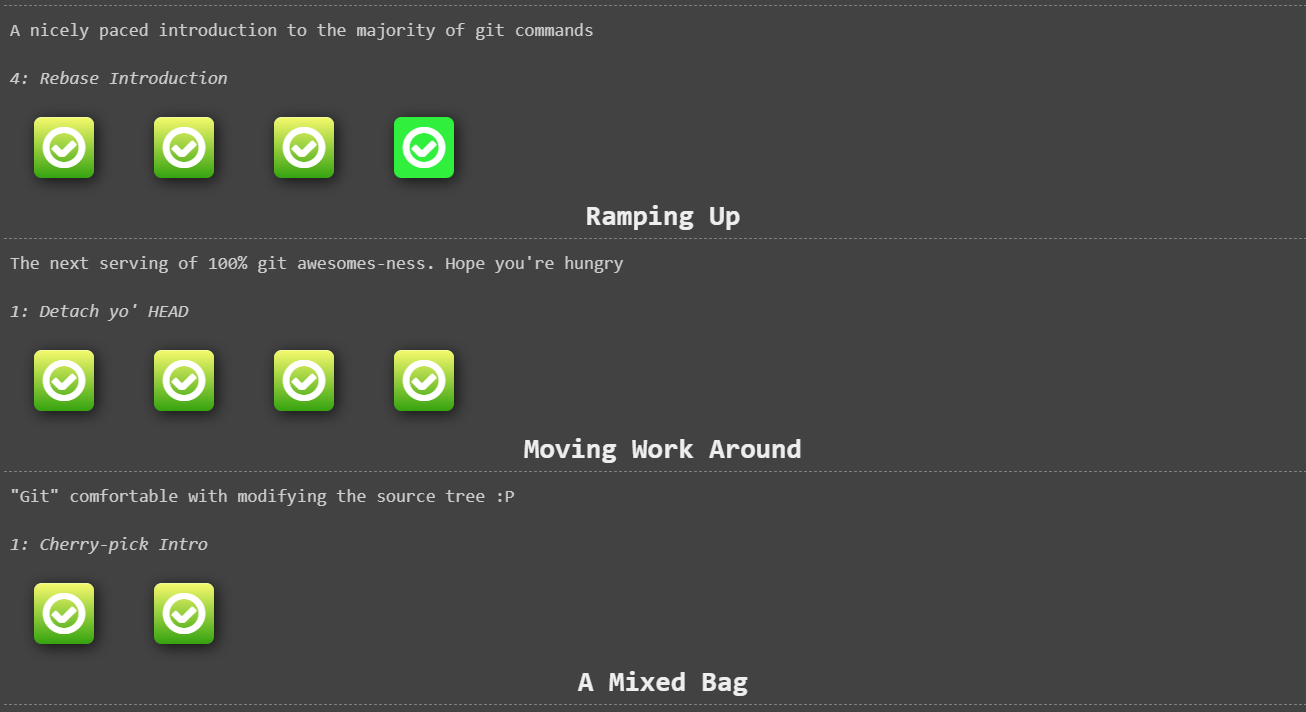 A nicely paced introduction to the majority of git commands
4: Rebase Introduction
Ramping Up
The next serving of 100% git awesomes-ness. Hope you're hungry
1: Detach yo' HEAD
Moving Work Around
"Git" comfortable with modifying the source tree :P
1: Cherry-pick Intro
A Mixed Bag